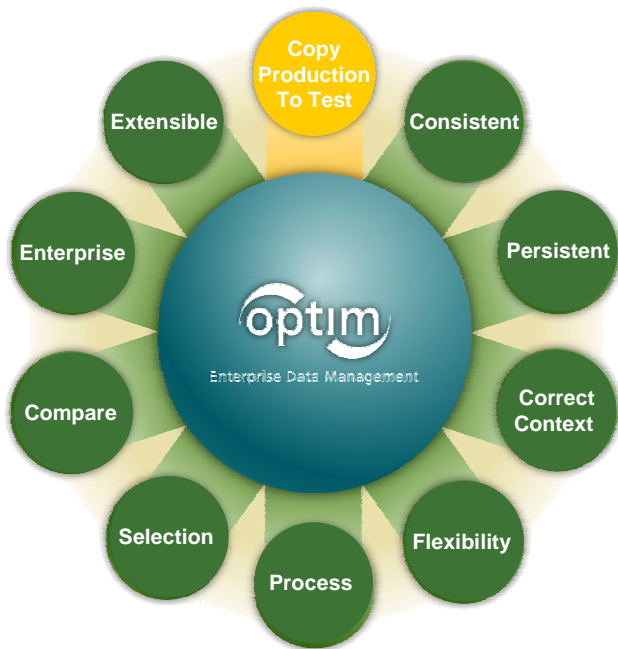 Copy
Production
To Test
Consistent
Persistent
Correct
Context
Flexibility
Process
Selection
Compare
Enterprise
Extensible
optim
Enterprise Data Management